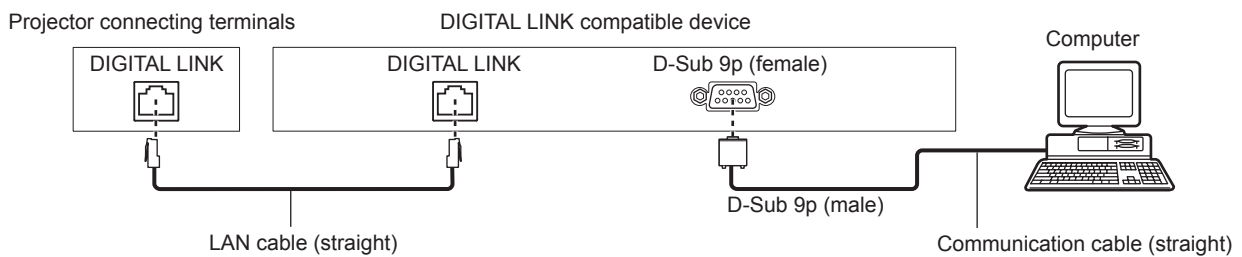 Projector connecting terminals
DIGITAL LINK compatible device
Computer
DIGITAL LINK
DIGITAL LINK
D-Sub 9p (female)
D-Sub 9p (male)
LAN cable (straight)
Communication cable (straight)